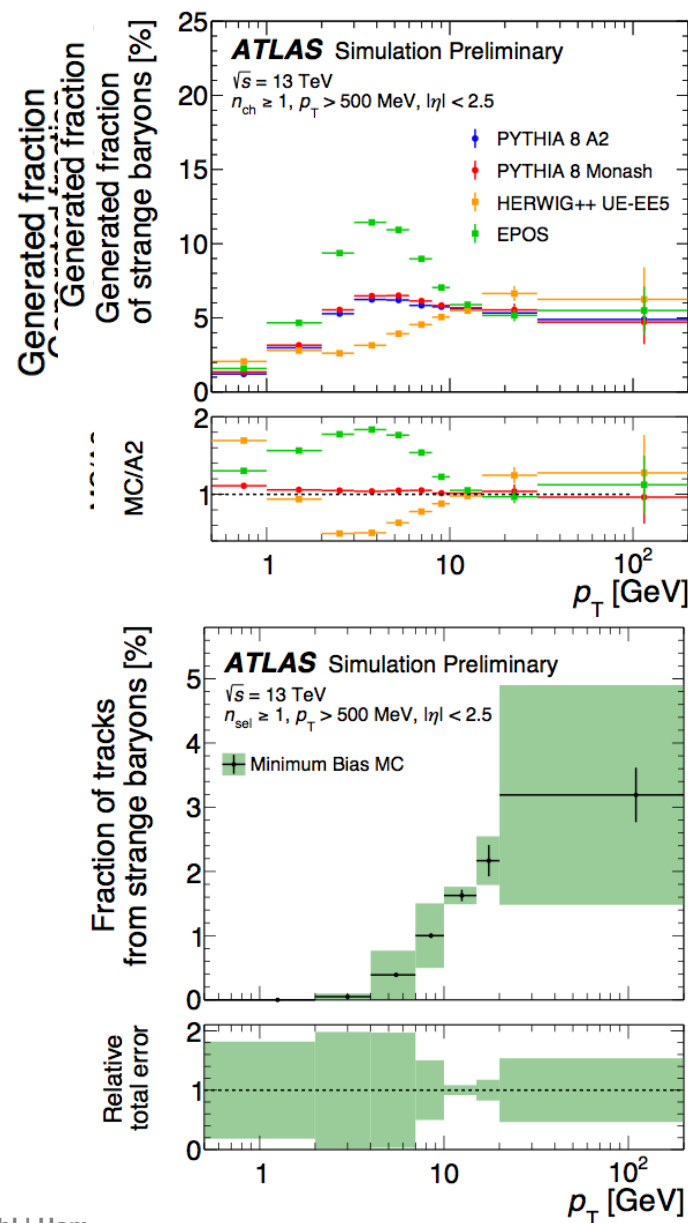 25
20
15
10
5
0
Generated fraction
Generated fraction
Generated fraction
Generated fraction
of strange baryons [%]
ATLAS Simulation Preliminary
√s = 13 TeV
n_ch ≥ 1, p_T > 500 MeV, |η| < 2.5
PYTHIA 8 A2
PYTHIA 8 Monash
HERWIG++ UE-EE5
EPOS
2
1
MC/A2
1
10
10²
p_T [GeV]
Fraction of tracks
from strange baryons [%]
5
4
3
2
1
0
ATLAS Simulation Preliminary
√s = 13 TeV
n_sel ≥ 1, p_T > 500 MeV, |η| < 2.5
Minimum Bias MC
Relative
total error
2
1
0
1
10
10²
p_T [GeV]